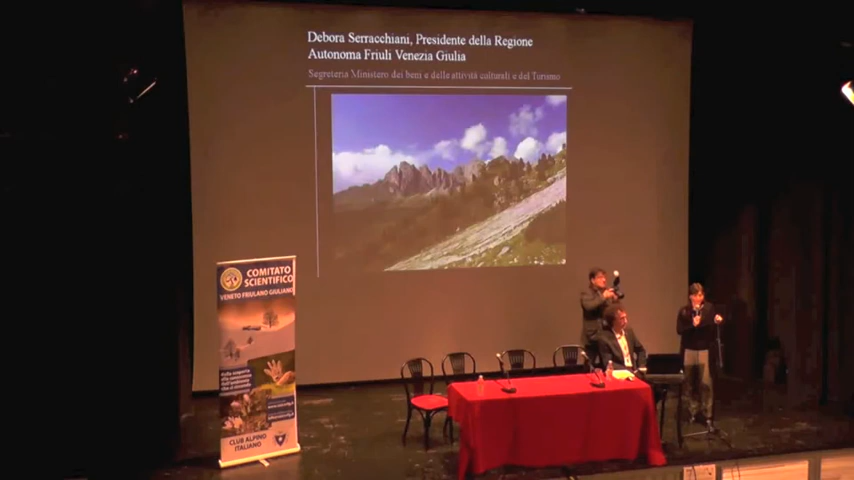 Debora Serracchiani, Presidente della Regione
Autonoma Friuli Venezia Giulia
Segreteria Ministero dei beni e delle attività culturali e del Turismo
COMITATO
SCIENTIFICO
VENETO FRIULANO GIULIANO
CLUB ALPINO
ITALIANO